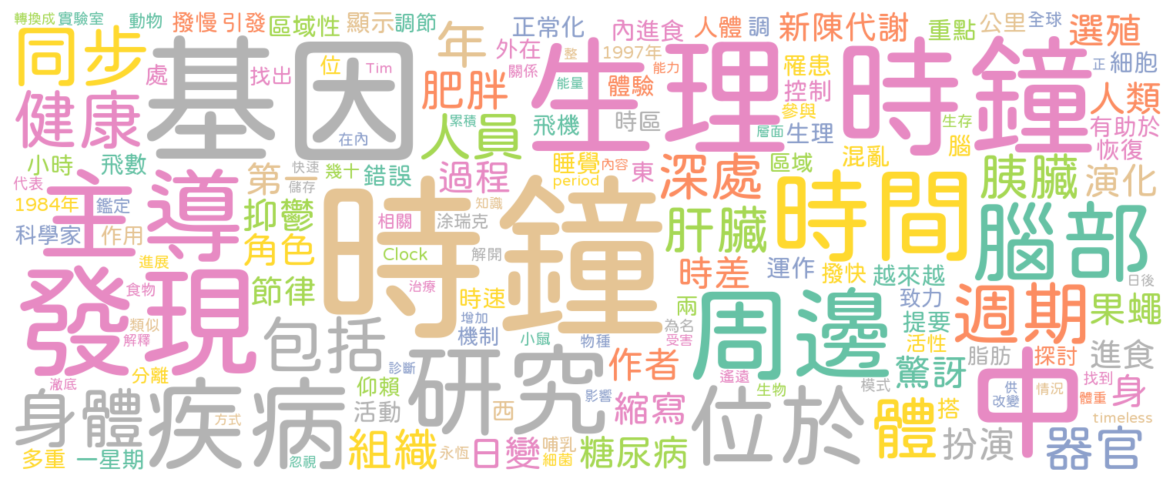 轉換成 實驗室 動物 撥慢 引發 區域性 顯示 調節 年 正常化 內進食 人體 調 新陳代謝 重點 公里 全球 選殖
同步 基因 處 找出 位 Tim 外在 1997年 整 生理 時鐘 正 細胞
健康 在內 肥胖 關係 能量 能力 體驗 罹患 控制 人類
人員 累積 飛機 時區 參與 層面 生理 腦 生存 有助於 恢復
小時 飛數 第一 快速 幾十 錯誤 過程 睡覺 內容 東 深處 區域 混亂 胰臟 演化
代表 主導 儲存 知識 period 時間
1984年 鑑定 抑鬱 時鐘 相關 涂瑞克 肝臟 腦部
科學家 作用 角色 Clock 解開 時差 運作 撥快 越來越
進展 發現 節律 治療 時速 兩 周邊 致力 週期 日後
食物 類似 解釋 包括 增加 機制 小鼠 物種 為名 受害 提要 活性 果蠅
研究 作者 驚訝 脂肪 探討 進食
澈底 分離 疾病 診斷 仰賴 影響 遙遠 生物 模式 中 供 改變 情況 找到 體重 身
身體 方式 活動 西 縮寫 位於 體 搭 timeless
多重 一星期 忽視 組織 永恆 日變 哺乳 細菌 糖尿病 扮演 器官